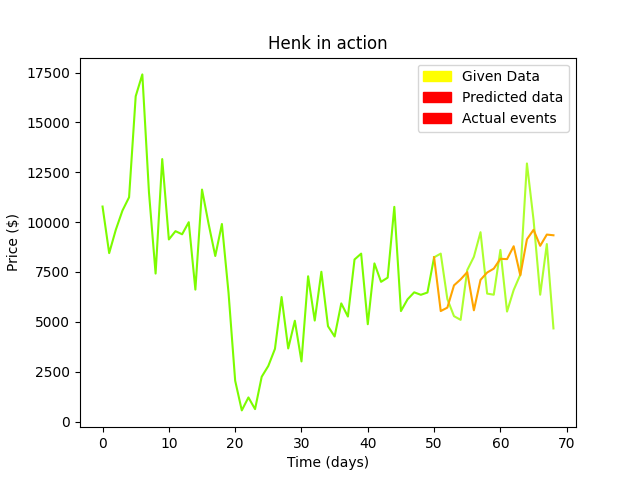 Henk in action
Given Data
Predicted data
Actual events
Price ($)
17500
15000
12500
10000
7500
5000
2500
0
0 10 20 30 40 50 60 70
Time (days)